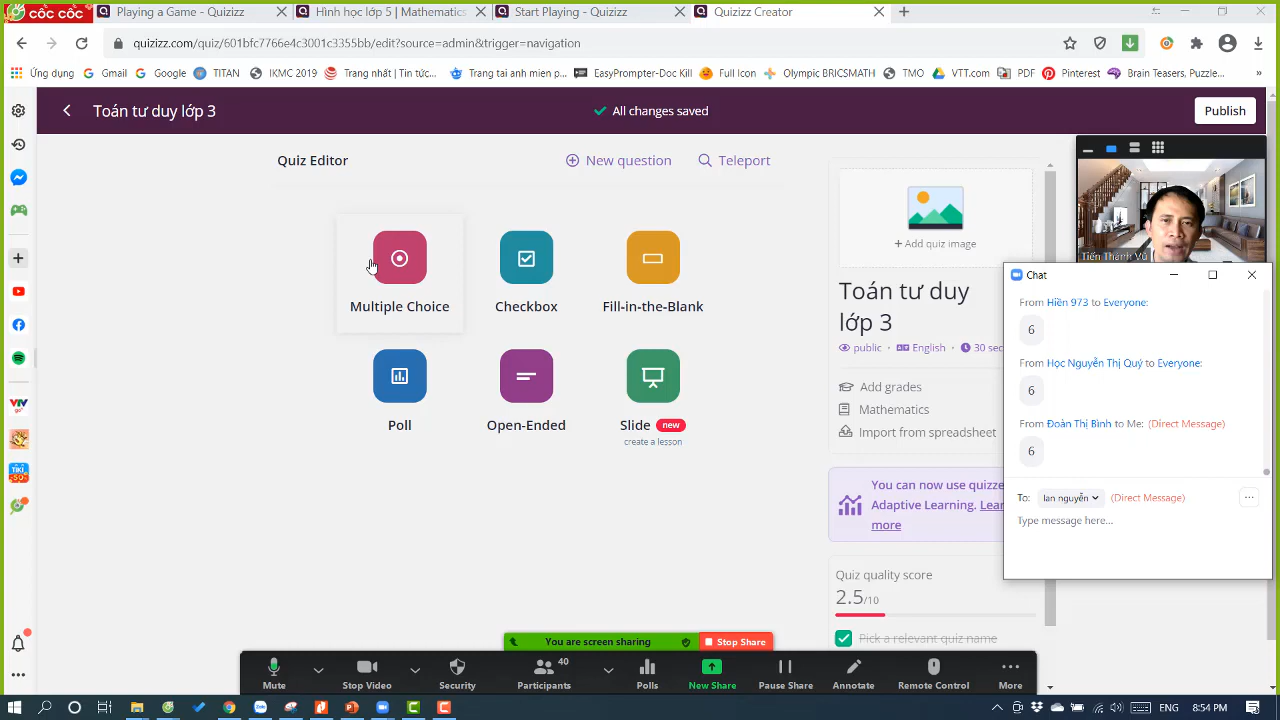 CỐC CỐC
Playing a Game - Quizizz
Hình học lớp 5 | Mathematics
Start Playing - Quizizz
Quizizz Creator
quizizz.com/quiz/601bfc7766e4c3001c3355bb/edit?source=admin&trigger=navigation
Ứng dụng
Gmail
Google
TITAN
IKMC 2019
Trang nhất | Tin tức...
Trang tai mien p...
EasyPrompter-Doc Kill
Full Icon
Olympic BRICSMATH
TMO
VTT.com
PDF
Pinterest
Brain Teasers, Puzzle...
»
Toán tư duy lớp 3
All changes saved
Publish
Quiz Editor
New question
Teleport
Multiple Choice
Checkbox
Fill-in-the-Blank
Poll
Open-Ended
Slide new
create a lesson
+ Add quiz image
Toán tư duy
lớp 3
public
English
30 sec
Add grades
Mathematics
Import from spreadsheet
You can now use quizze
Adaptive Learning. Lear
more
Quiz quality score
2.5/10
Pick a relevant quiz name
Tiến Thành Vũ
Chat
From Hiền 973 to Everyone:
6
From Học Nguyễn Thị Quý to Everyone:
6
From Đoàn Thị Bình to Me: (Direct Message)
6
To: lan nguyễn (Direct Message)
Type message here...
You are screen sharing
Stop Share
Mute
Stop Video
Security
Participants
40
Polls
New Share
Pause Share
Annotate
Remote Control
More
ENG
8:54 PM